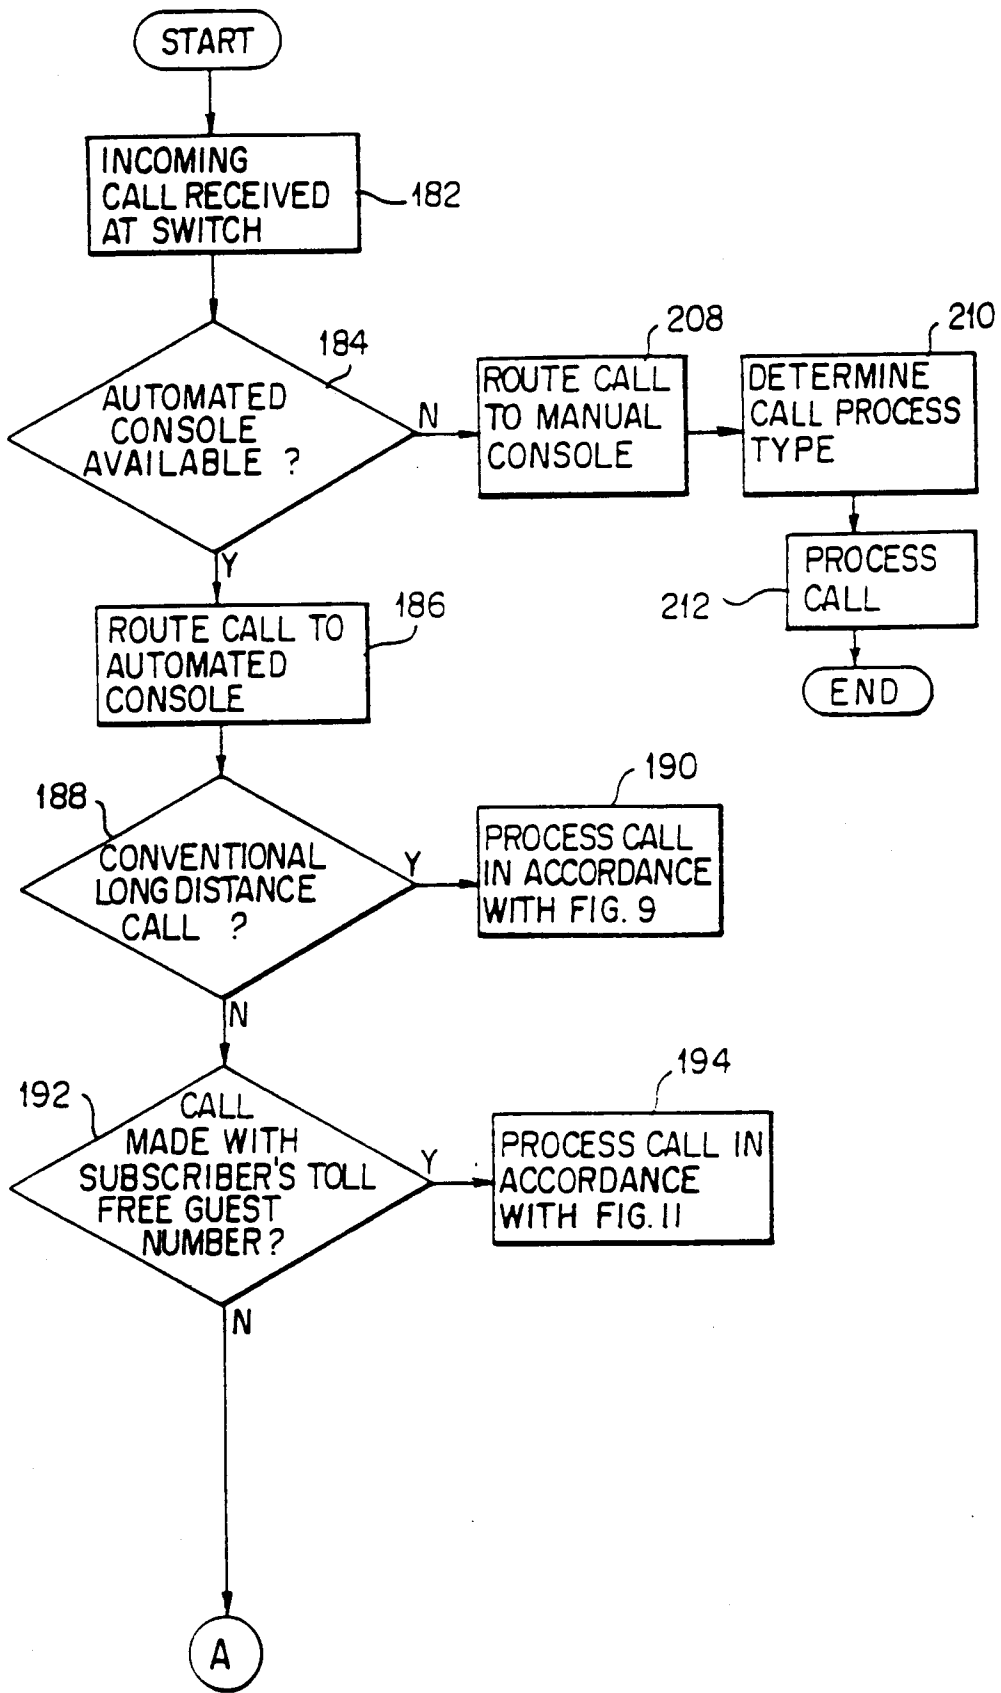 START
INCOMING
CALL RECEIVED
AT SWITCH
182
184
AUTOMATED
CONSOLE
AVAILABLE ?
N
208
ROUTE CALL
TO MANUAL
CONSOLE
210
DETERMINE
CALL PROCESS
TYPE
212
PROCESS
CALL
END
Y
186
ROUTE CALL TO
AUTOMATED
CONSOLE
188
CONVENTIONAL
LONG DISTANCE
CALL ?
Y
190
PROCESS CALL
IN ACCORDANCE
WITH FIG. 9
N
192
CALL
MADE WITH
SUBSCRIBER'S TOLL
FREE GUEST
NUMBER?
Y
194
PROCESS CALL IN
ACCORDANCE
WITH FIG. 11
N
A